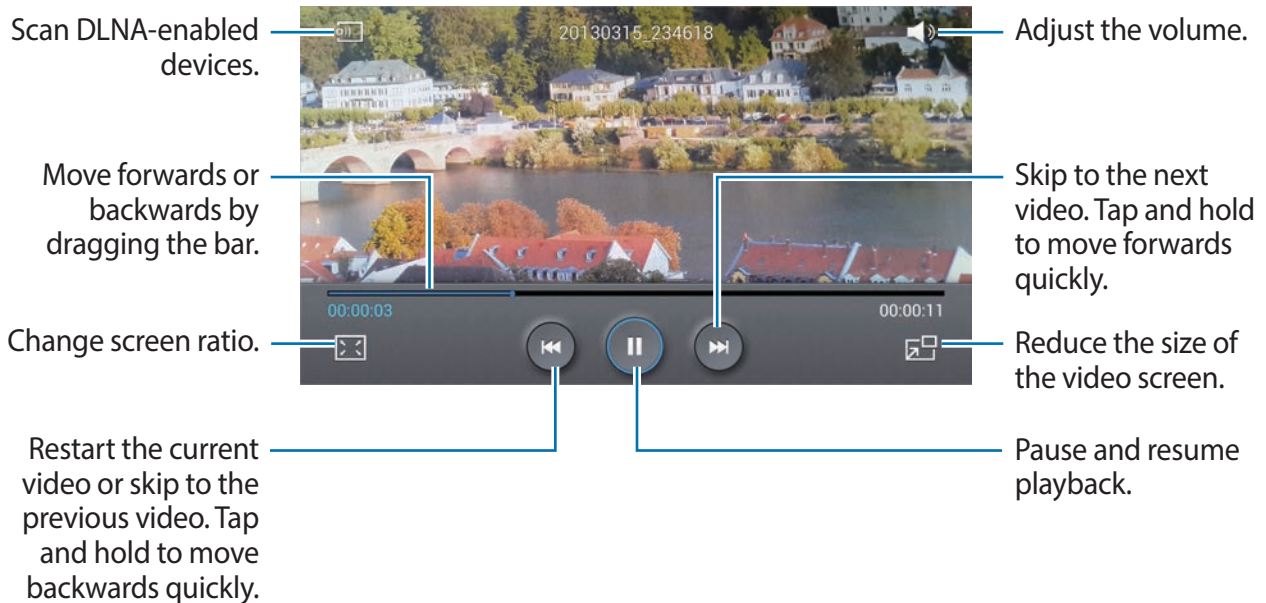 Scan DLNA-enabled
devices.
20130315_234618
Adjust the volume.
Move forwards or
backwards by
dragging the bar.
Skip to the next
video. Tap and hold
to move forwards
quickly.
00:00:03
00:00:11
Change screen ratio.
Reduce the size of
the video screen.
Restart the current
video or skip to the
previous video. Tap
and hold to move
backwards quickly.
Pause and resume
playback.